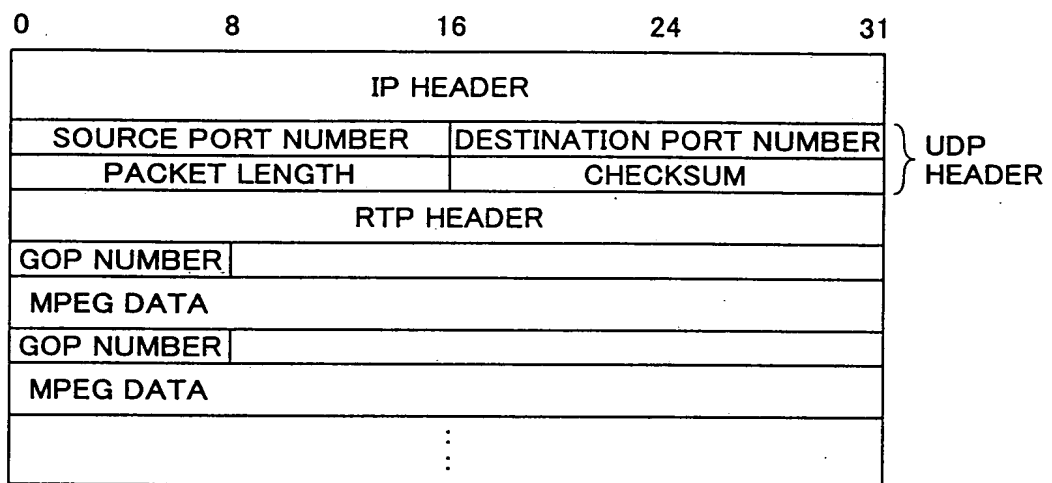 0 8 16 24 31
IP HEADER
SOURCE PORT NUMBER DESTINATION PORT NUMBER
PACKET LENGTH CHECKSUM
UDP
HEADER
RTP HEADER
GOP NUMBER
MPEG DATA
GOP NUMBER
MPEG DATA